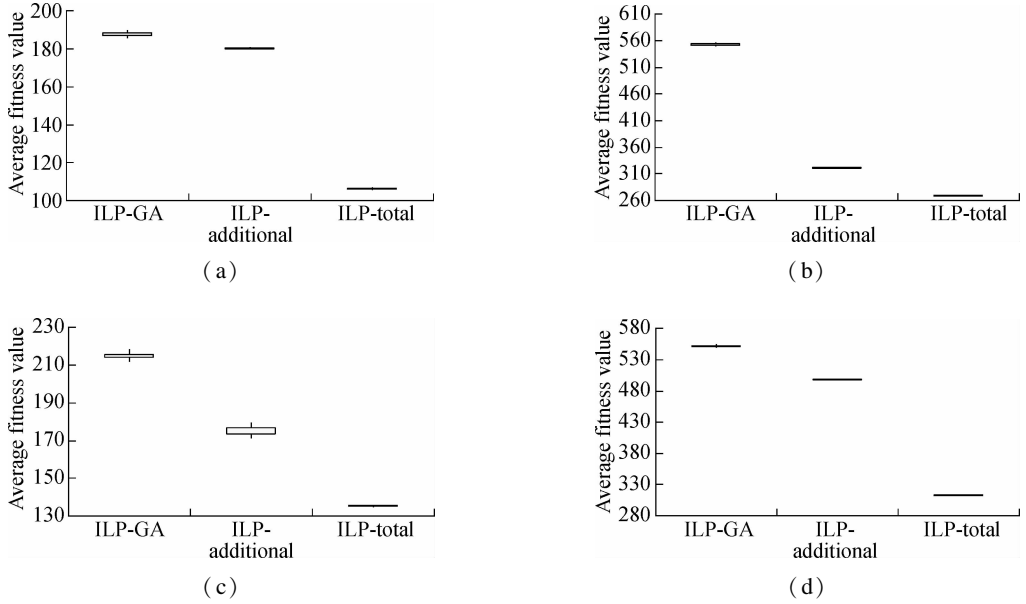 Average fitness value
200
180
160
140
120
100
ILP-GA
ILP-
additional
ILP-total
(a)
Average fitness value
610
560
510
460
410
360
310
260
ILP-GA
ILP-
additional
ILP-total
(b)
Average fitness value
230
210
190
170
150
130
ILP-GA
ILP-
additional
ILP-total
(c)
Average fitness value
580
530
480
430
380
330
280
ILP-GA
ILP-
additional
ILP-total
(d)